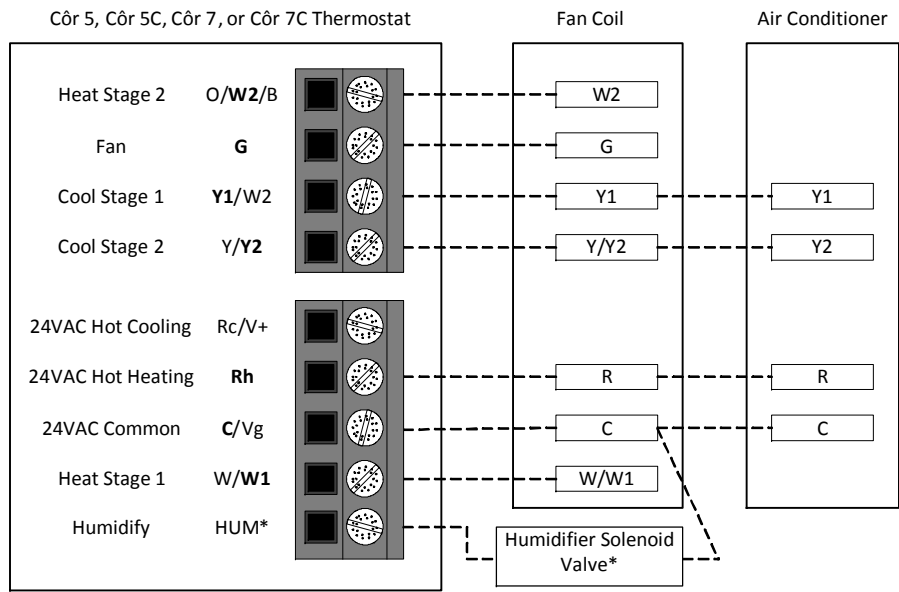 Côr 5, Côr 5C, Côr 7, or Côr 7C Thermostat Fan Coil Air Conditioner
Heat Stage 2 O/W2/B W2
Fan G G
Cool Stage 1 Y1/W2 Y1 Y1
Cool Stage 2 Y/Y2 Y/Y2 Y2
24VAC Hot Cooling Rc/V+
24VAC Hot Heating Rh R R
24VAC Common C/Vg C C
Heat Stage 1 W/W1 W/W1
Humidify HUM*
Humidifier Solenoid
Valve*